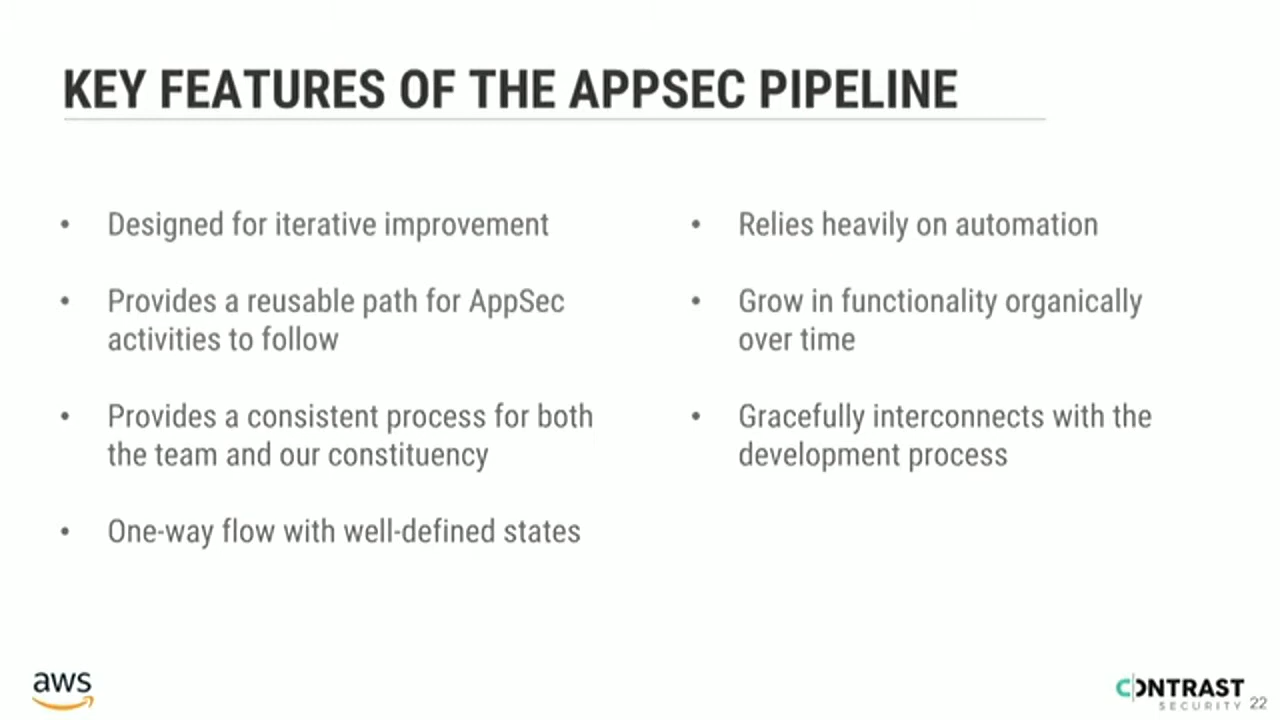 KEY FEATURES OF THE APPSEC PIPELINE
• Designed for iterative improvement
• Provides a reusable path for AppSec
activities to follow
• Provides a consistent process for both
the team and our constituency
• One-way flow with well-defined states
• Relies heavily on automation
• Grow in functionality organically
over time
• Gracefully interconnects with the
development process
aws
CONTRAST
SECURITY 22